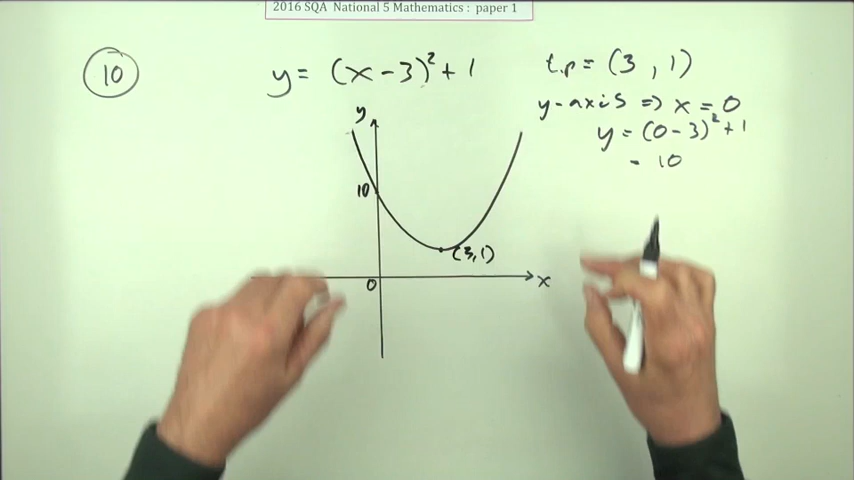 2016 SQA National 5 Mathematics : paper 1
10
y = (x - 3)² + 1
t.p = (3 , 1)
y-axis => x = 0
y = (0 - 3)² + 1
= 10
y
10
(3,1)
0
x